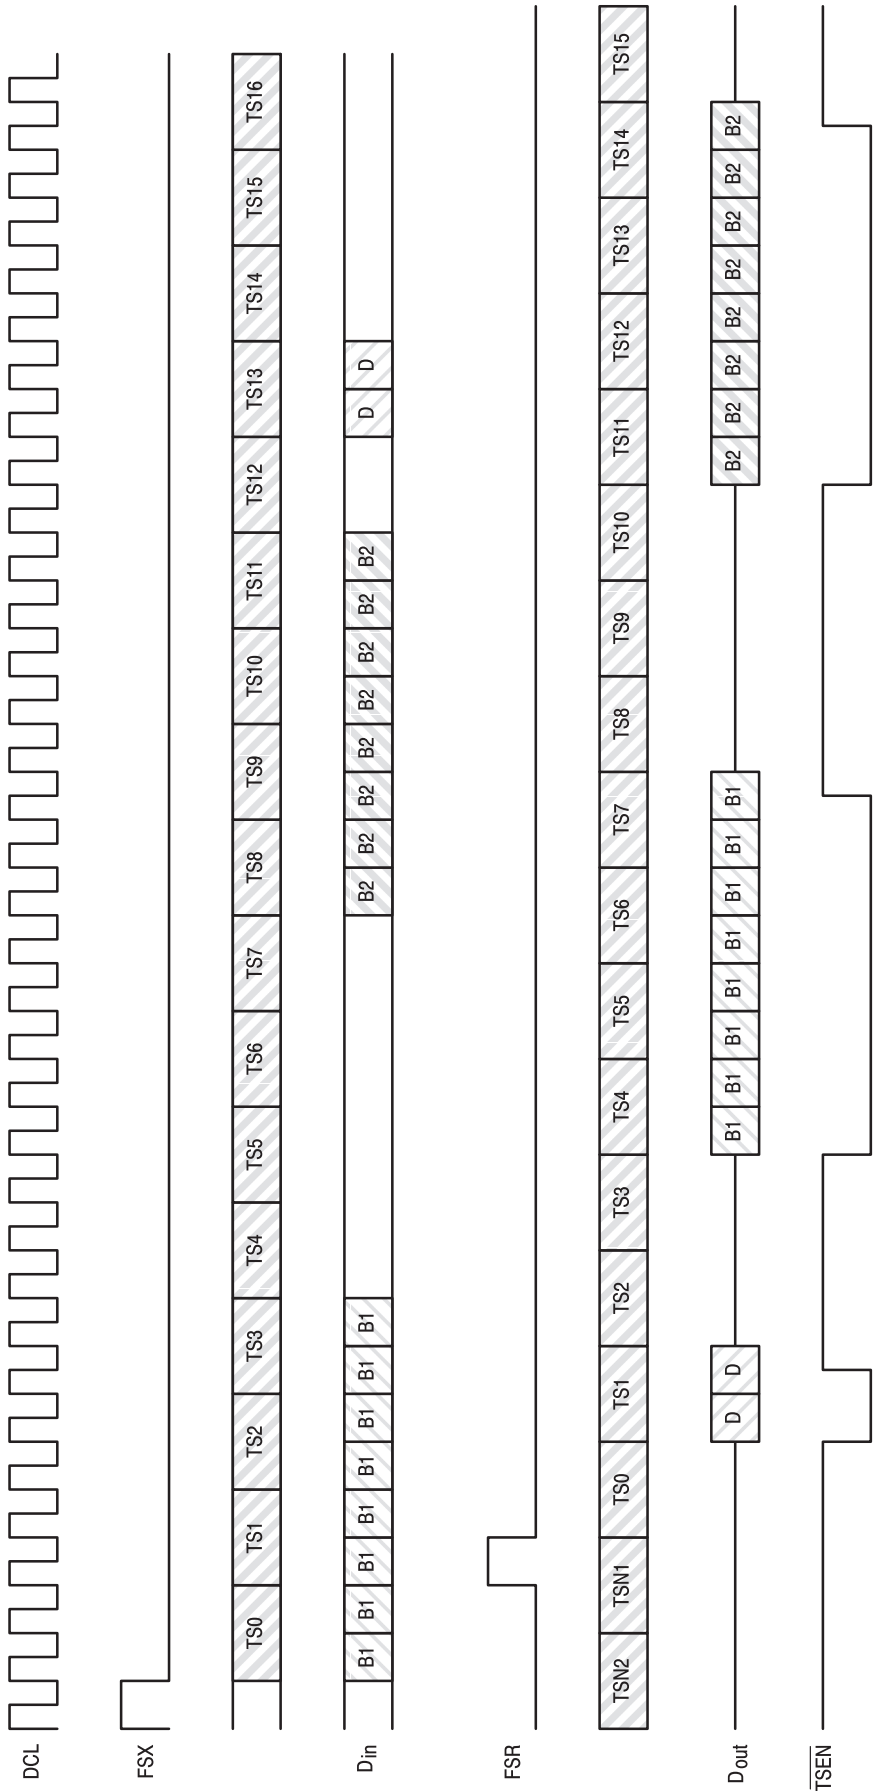 DCL
FSX
TS0 TS1 TS2 TS3 TS4 TS5 TS6 TS7 TS8 TS9 TS10 TS11 TS12 TS13 TS14 TS15 TS16
Din B1 B1 B1 B1 B1 B1 B1 B1 B2 B2 B2 B2 B2 B2 B2 B2 D D
FSR
TSN2 TSN1 TS0 TS1 TS2 TS3 TS4 TS5 TS6 TS7 TS8 TS9 TS10 TS11 TS12 TS13 TS14 TS15
Dout D D B1 B1 B1 B1 B1 B1 B1 B1 B2 B2 B2 B2 B2 B2 B2 B2
TSEN